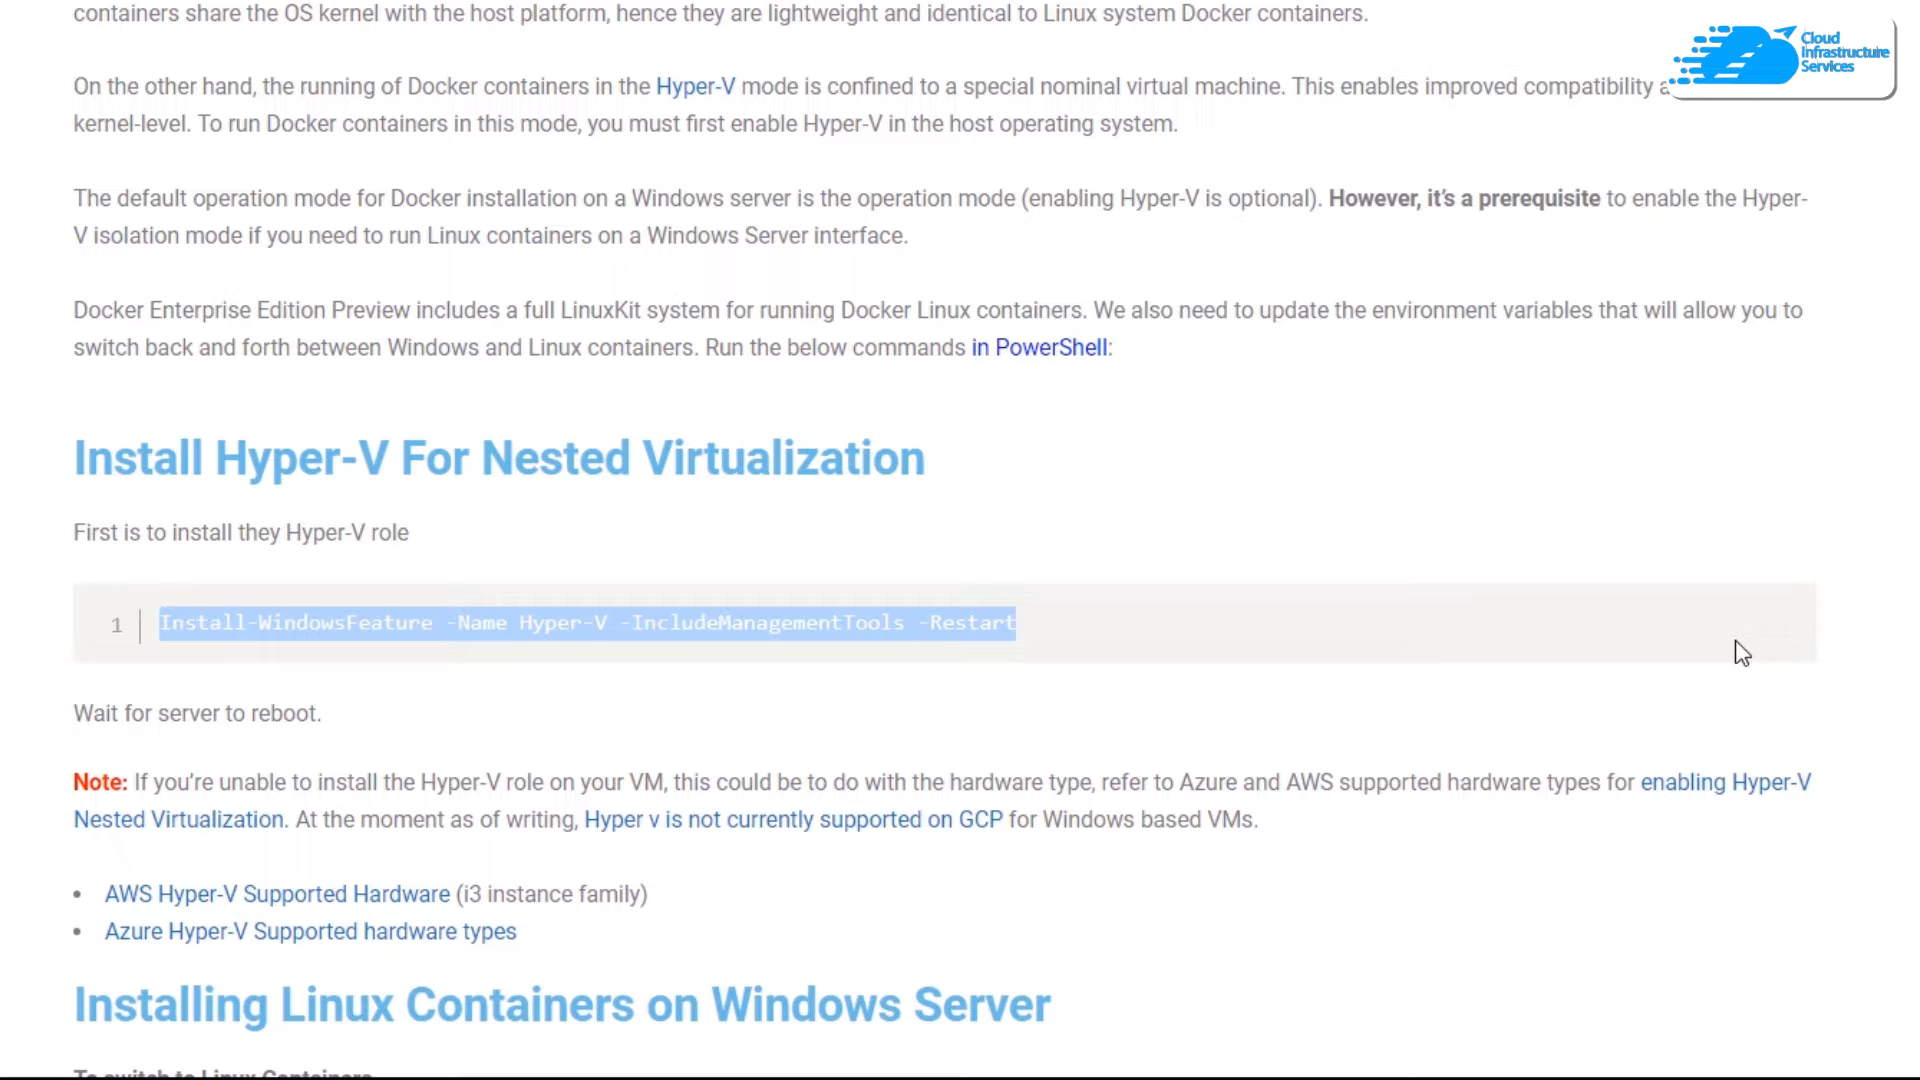 containers share the OS kernel with the host platform, hence they are lightweight and identical to Linux system Docker containers.
Cloud
Infrastructure
Services
On the other hand, the running of Docker containers in the Hyper-V mode is confined to a special nominal virtual machine. This enables improved compatibility
kernel-level. To run Docker containers in this mode, you must first enable Hyper-V in the host operating system.
The default operation mode for Docker installation on a Windows server is the operation mode (enabling Hyper-V is optional). However, it's a prerequisite to enable the Hyper-
V isolation mode if you need to run Linux containers on a Windows Server interface.
Docker Enterprise Edition Preview includes a full LinuxKit system for running Docker Linux containers. We also need to update the environment variables that will allow you to
switch back and forth between Windows and Linux containers. Run the below commands in PowerShell:
Install Hyper-V For Nested Virtualization
First is to install they Hyper-V role
1 Install-WindowsFeature -Name Hyper-V -IncludeManagementTools -Restart
Wait for server to reboot.
Note: If you're unable to install the Hyper-V role on your VM, this could be to do with the hardware type, refer to Azure and AWS supported hardware types for enabling Hyper-V
Nested Virtualization. At the moment as of writing, Hyper v is not currently supported on GCP for Windows based VMs.
• AWS Hyper-V Supported Hardware (i3 instance family)
• Azure Hyper-V Supported hardware types
Installing Linux Containers on Windows Server
To switch to Linux Containers